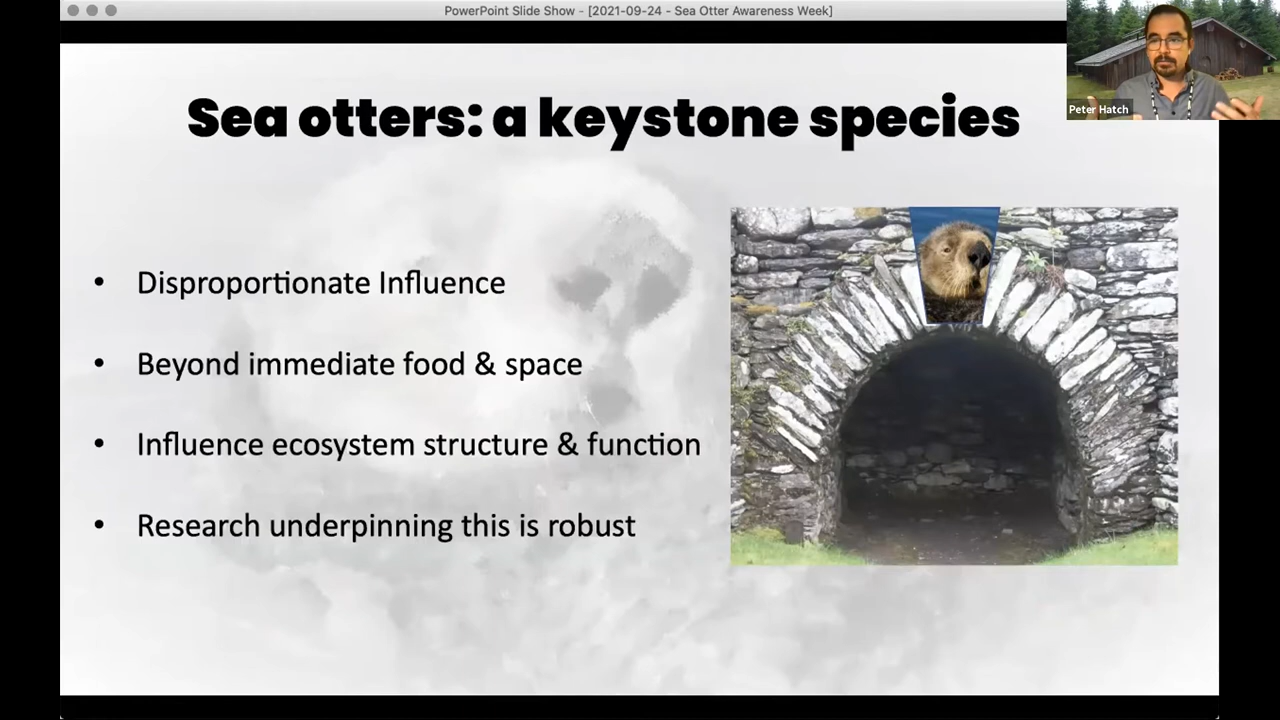 PowerPoint Slide Show - [2021-09-24 - Sea Otter Awareness Week]
Peter Hatch
Sea otters: a keystone species
• Disproportionate Influence
• Beyond immediate food & space
• Influence ecosystem structure & function
• Research underpinning this is robust